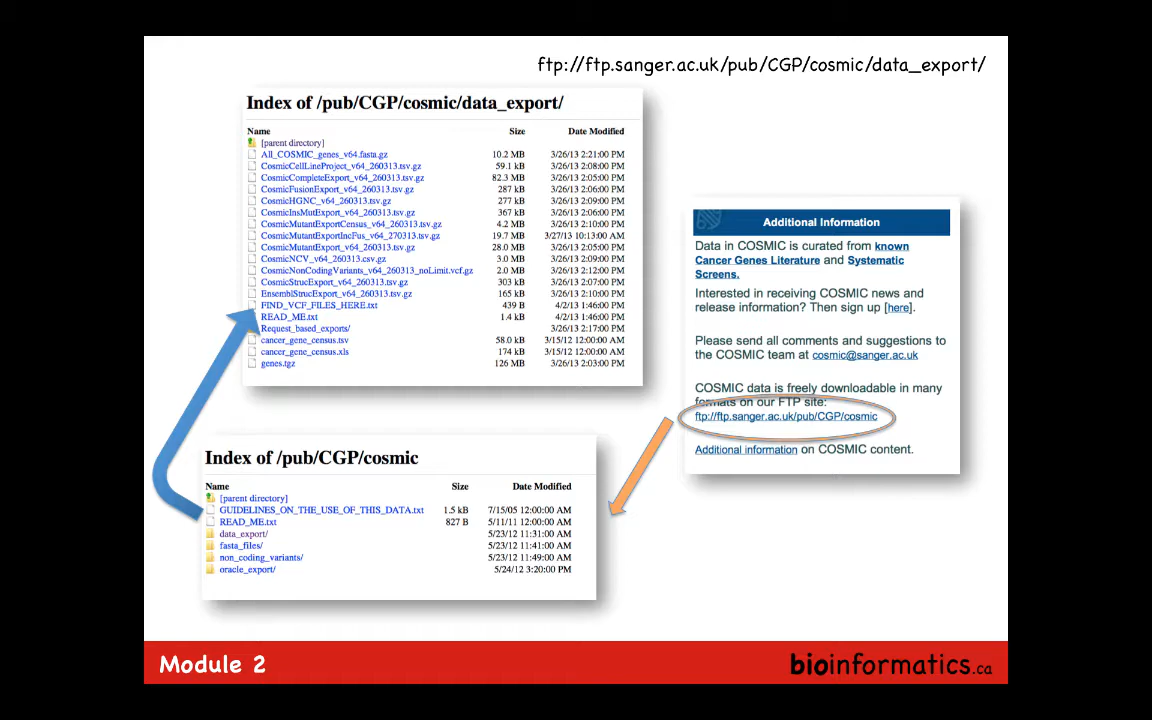 ftp://ftp.sanger.ac.uk/pub/CGP/cosmic/data_export/
Index of /pub/CGP/cosmic/data_export/
Name Size Date Modified
[parent directory]
All_COSMIC_genes_v64.fasta.gz 10.2 MB 3/26/13 2:21:00 PM
CosmicCellLineProject_v64_260313.tsv.gz 59.1 kB 3/26/13 2:08:00 PM
CosmicCompleteExport_v64_260313.tsv.gz 82.3 MB 3/26/13 2:05:00 PM
CosmicFusionExport_v64_260313.tsv.gz 287 kB 3/26/13 2:06:00 PM
CosmicHGNC_v64_260313.tsv.gz 277 kB 3/26/13 2:09:00 PM
CosmicInsMutExport_v64_260313.tsv.gz 367 kB 3/26/13 2:06:00 PM
CosmicMutantExportCensus_v64_260313.tsv.gz 4.2 MB 3/26/13 2:10:00 PM
CosmicMutantExportIncFus_v64_270313.tsv.gz 19.7 MB 3/27/13 10:13:00 AM
CosmicMutantExport_v64_260313.tsv.gz 28.0 MB 3/26/13 2:05:00 PM
CosmicNCV_v64_260313.csv.gz 3.0 MB 3/26/13 2:09:00 PM
CosmicNonCodingVariants_v64_260313_noLimit.vcf.gz 2.0 MB 3/26/13 2:12:00 PM
CosmicStrucExport_v64_260313.tsv.gz 303 kB 3/26/13 2:07:00 PM
EnsemblStrucExport_v64_260313.tsv.gz 165 kB 3/26/13 2:10:00 PM
FIND_VCF_FILES_HERE.txt 439 B 4/2/13 1:46:00 PM
READ_ME.txt 1.4 kB 4/2/13 1:46:00 PM
Request_based_exports/ 3/26/13 2:17:00 PM
cancer_gene_census.tsv 58.0 kB 3/15/12 12:00:00 AM
cancer_gene_census.xls 174 kB 3/15/12 12:00:00 AM
genes.tgz 126 MB 3/26/13 2:03:00 PM
Additional Information
Data in COSMIC is curated from known
Cancer Genes Literature and Systematic
Screens.
Interested in receiving COSMIC news and
release information? Then sign up [here].
Please send all comments and suggestions to
the COSMIC team at cosmic@sanger.ac.uk
COSMIC data is freely downloadable in many
formats on our FTP site:
ftp://ftp.sanger.ac.uk/pub/CGP/cosmic
Additional information on COSMIC content.
Index of /pub/CGP/cosmic
Name Size Date Modified
[parent directory]
GUIDELINES_ON_THE_USE_OF_THIS_DATA.txt 1.5 kB 7/15/05 12:00:00 AM
READ_ME.txt 827 B 5/11/11 12:00:00 AM
data_export/ 5/23/12 11:31:00 AM
fasta_files/ 5/23/12 11:41:00 AM
non_coding_variants/ 5/23/12 11:49:00 AM
oracle_export/ 5/24/12 3:20:00 PM
Module 2
bioinformatics.ca